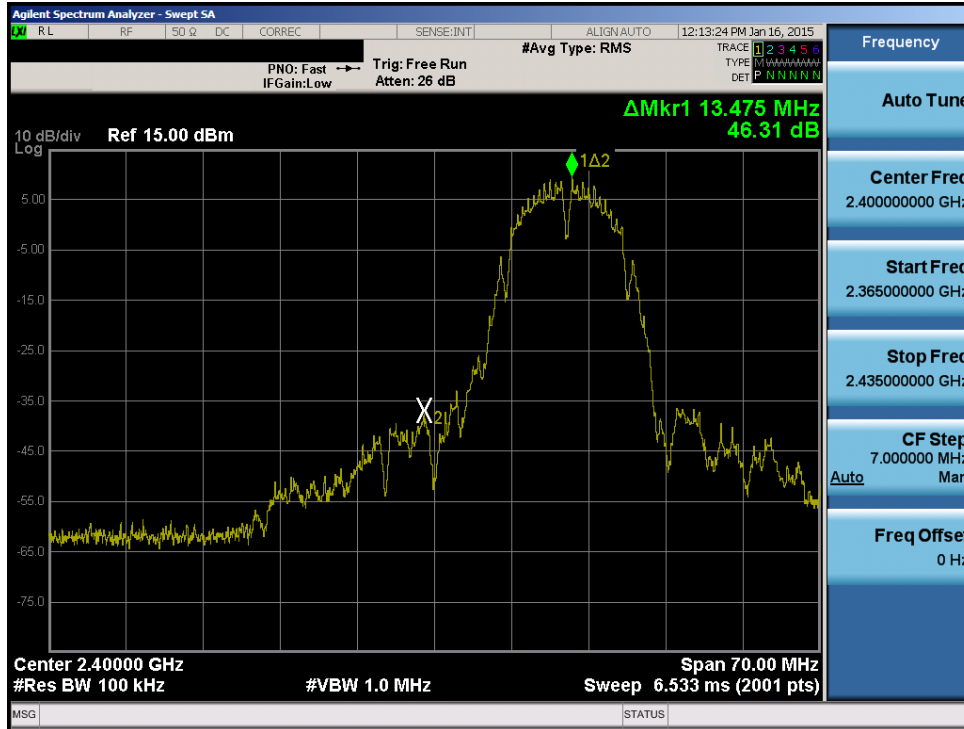 Agilent Spectrum Analyzer - Swept SA
LXI RL RF 50 Ω DC CORREC SENSE:INT ALIGN AUTO 12:13:24 PM Jan 16, 2015
#Avg Type: RMS TRACE 1 2 3 4 5 6
PNO: Fast Trig: Free Run TYPE M W W W W W
IFGain:Low Atten: 26 dB DET P N N N N N
ΔMkr1 13.475 MHz
46.31 dB
10 dB/div Ref 15.00 dBm
Log
1Δ2
5.00
-5.00
-15.0
-25.0
-35.0
X2
-45.0
-55.0
-65.0
-75.0
Center 2.40000 GHz Span 70.00 MHz
#Res BW 100 kHz #VBW 1.0 MHz Sweep 6.533 ms (2001 pts)
MSG STATUS
Frequency
Auto Tune
Center Freq
2.400000000 GHz
Start Freq
2.365000000 GHz
Stop Freq
2.435000000 GHz
CF Step
7.000000 MHz
Auto Man
Freq Offset
0 Hz